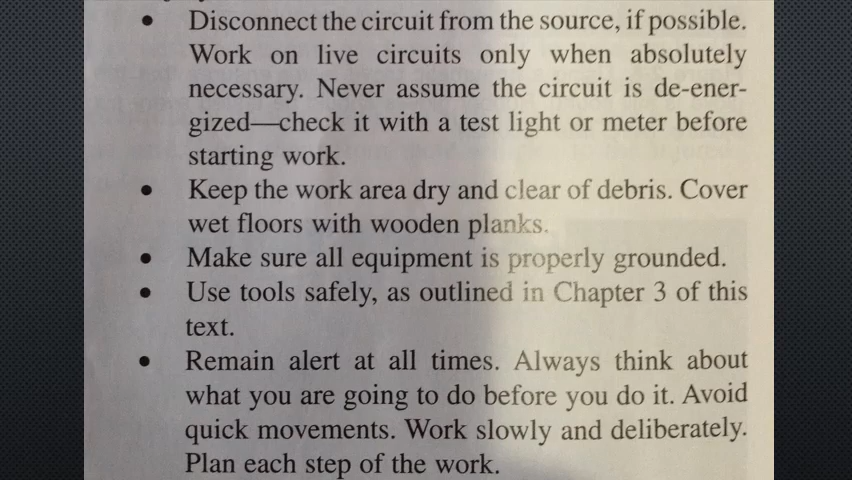 • Disconnect the circuit from the source, if possible.
Work on live circuits only when absolutely
necessary. Never assume the circuit is de-ener-
gized—check it with a test light or meter before
starting work.
• Keep the work area dry and clear of debris. Cover
wet floors with wooden planks.
• Make sure all equipment is properly grounded.
• Use tools safely, as outlined in Chapter 3 of this
text.
• Remain alert at all times. Always think about
what you are going to do before you do it. Avoid
quick movements. Work slowly and deliberately.
Plan each step of the work.